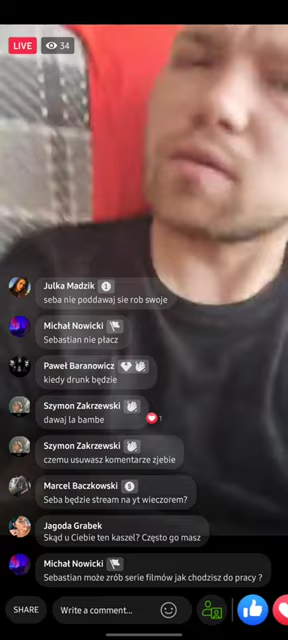 LIVE
34
Julka Madzik
seba nie poddawaj sie rob swoje
Michał Nowicki
Sebastian nie płacz
Paweł Baranowicz
kiedy drunk będzie
Szymon Zakrzewski
dawaj la bambe
1
Szymon Zakrzewski
czemu usuwasz komentarze zjebie
Marcel Baczkowski
Seba będzie stream na yt wieczorem?
Jagoda Grabek
Skąd u Ciebie ten kaszel? Często go masz
Michał Nowicki
Sebastian może zrób serie filmów jak chodzisz do pracy ?
SHARE
Write a comment...